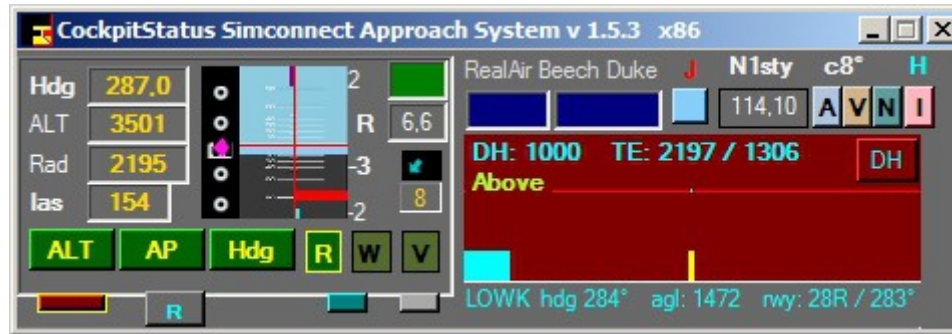 CockpitStatus Simconnect Approach System v 1.5.3 x86
Hdg 287,0
ALT 3501
Rad 2195
Ias 154
2
R 6,6
-3
8
-2
ALT AP Hdg R W V
R
RealAir Beech Duke J N1sty c8° H
114,10 A V N I
DH: 1000 TE: 2197 / 1306 DH
Above
LOWK hdg 284° agl: 1472 rwy: 28R / 283°